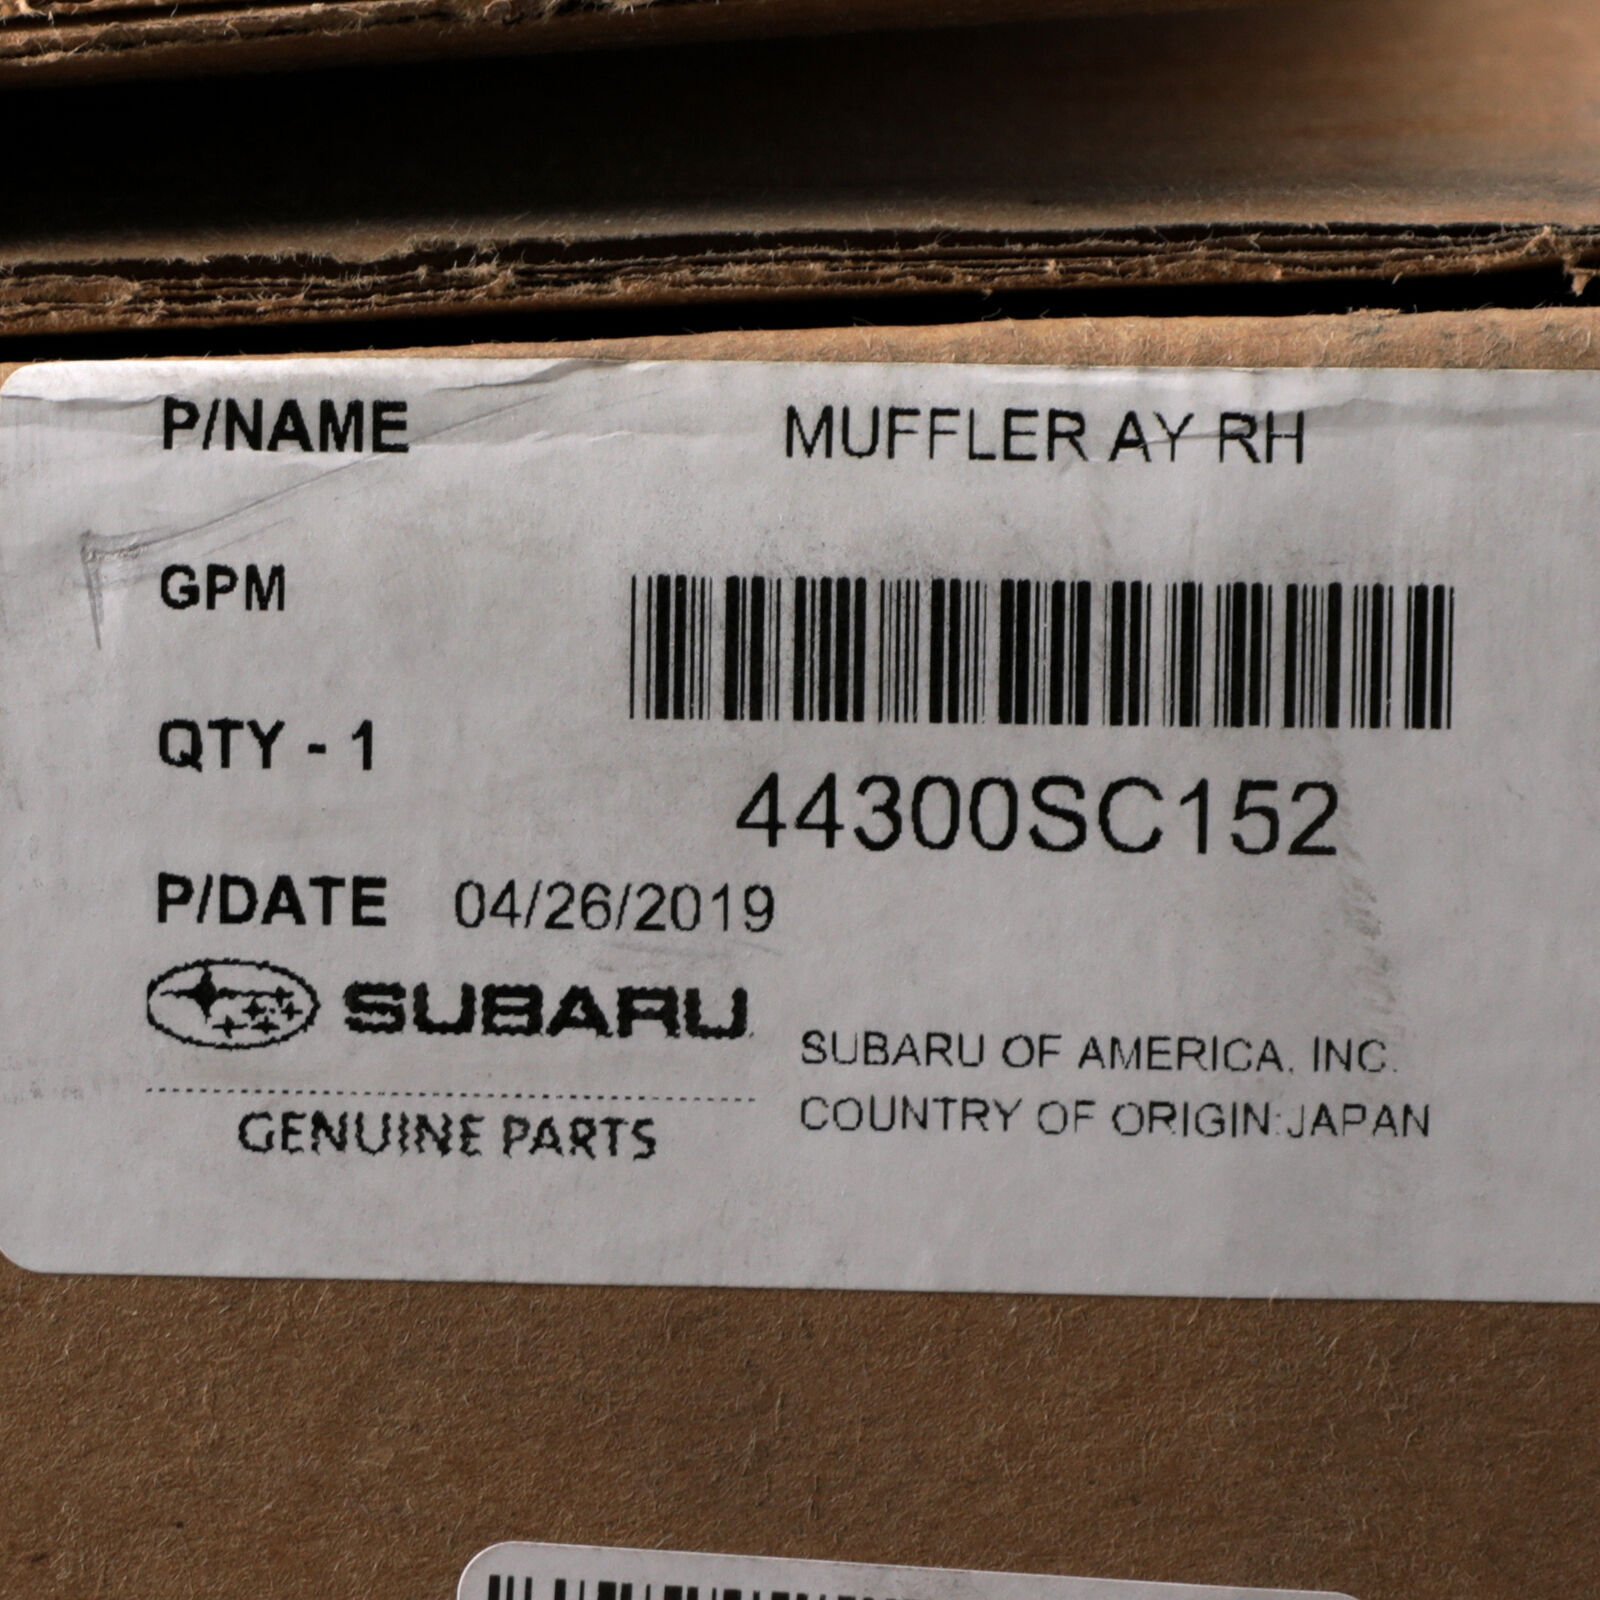 P/NAME MUFFLER AY RH
GPM
QTY - 1
44300SC152
P/DATE 04/26/2019
SUBARU
SUBARU OF AMERICA, INC.
COUNTRY OF ORIGIN:JAPAN
GENUINE PARTS